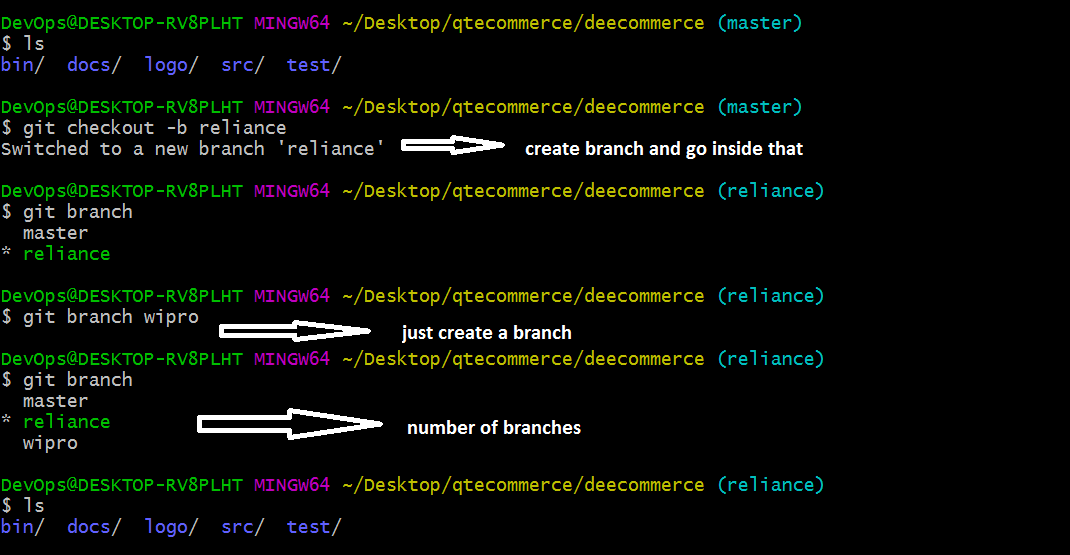 DevOps@DESKTOP-RV8PLHT MINGW64 ~/Desktop/qtecommerce/deecommerce (master)
$ ls
bin/  docs/  logo/  src/  test/
DevOps@DESKTOP-RV8PLHT MINGW64 ~/Desktop/qtecommerce/deecommerce (master)
$ git checkout -b reliance
Switched to a new branch 'reliance' create branch and go inside that
DevOps@DESKTOP-RV8PLHT MINGW64 ~/Desktop/qtecommerce/deecommerce (reliance)
$ git branch
  master
* reliance
DevOps@DESKTOP-RV8PLHT MINGW64 ~/Desktop/qtecommerce/deecommerce (reliance)
$ git branch wipro
just create a branch
DevOps@DESKTOP-RV8PLHT MINGW64 ~/Desktop/qtecommerce/deecommerce (reliance)
$ git branch
  master
* reliance number of branches
  wipro
DevOps@DESKTOP-RV8PLHT MINGW64 ~/Desktop/qtecommerce/deecommerce (reliance)
$ ls
bin/  docs/  logo/  src/  test/